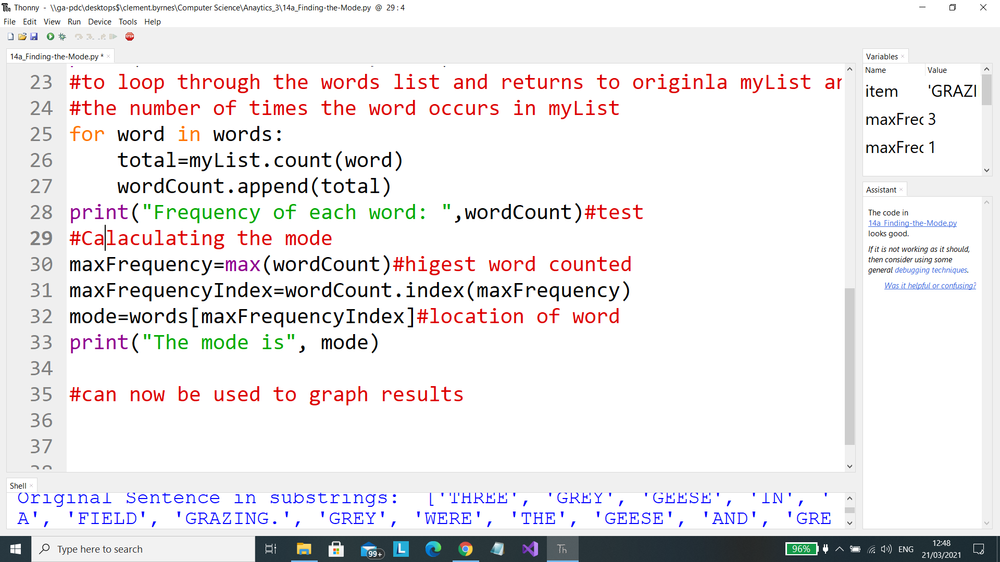 Thonny - \\ga-pdc\desktops$\clement.byrnes\Computer Science\Anaytics_3\14a_Finding-the-Mode.py @ 29 : 4
File Edit View Run Device Tools Help
14a_Finding-the-Mode.py * ×
23 #to loop through the words list and returns to originla myList ar
24 #the number of times the word occurs in myList
25 for word in words:
26     total=myList.count(word)
27     wordCount.append(total)
28 print("Frequency of each word: ",wordCount)#test
29 #Calaculating the mode
30 maxFrequency=max(wordCount)#higest word counted
31 maxFrequencyIndex=wordCount.index(maxFrequency)
32 mode=words[maxFrequencyIndex]#location of word
33 print("The mode is", mode)
34
35 #can now be used to graph results
36
37
38
Shell ×
Original Sentence in substrings:  ['THREE', 'GREY', 'GEESE', 'IN', '
A', 'FIELD', 'GRAZING.', 'GREY', 'WERE', 'THE', 'GEESE', 'AND', 'GRE
Variables ×
Name Value
item 'GRAZI
maxFrec 3
maxFrec 1
Assistant ×
The code in
14a_Finding-the-Mode.py
looks good.
If it is not working as it should,
then consider using some
general debugging techniques.
Was it helpful or confusing?
Type here to search
99+
L
Th
96%
ENG
12:48
21/03/2021